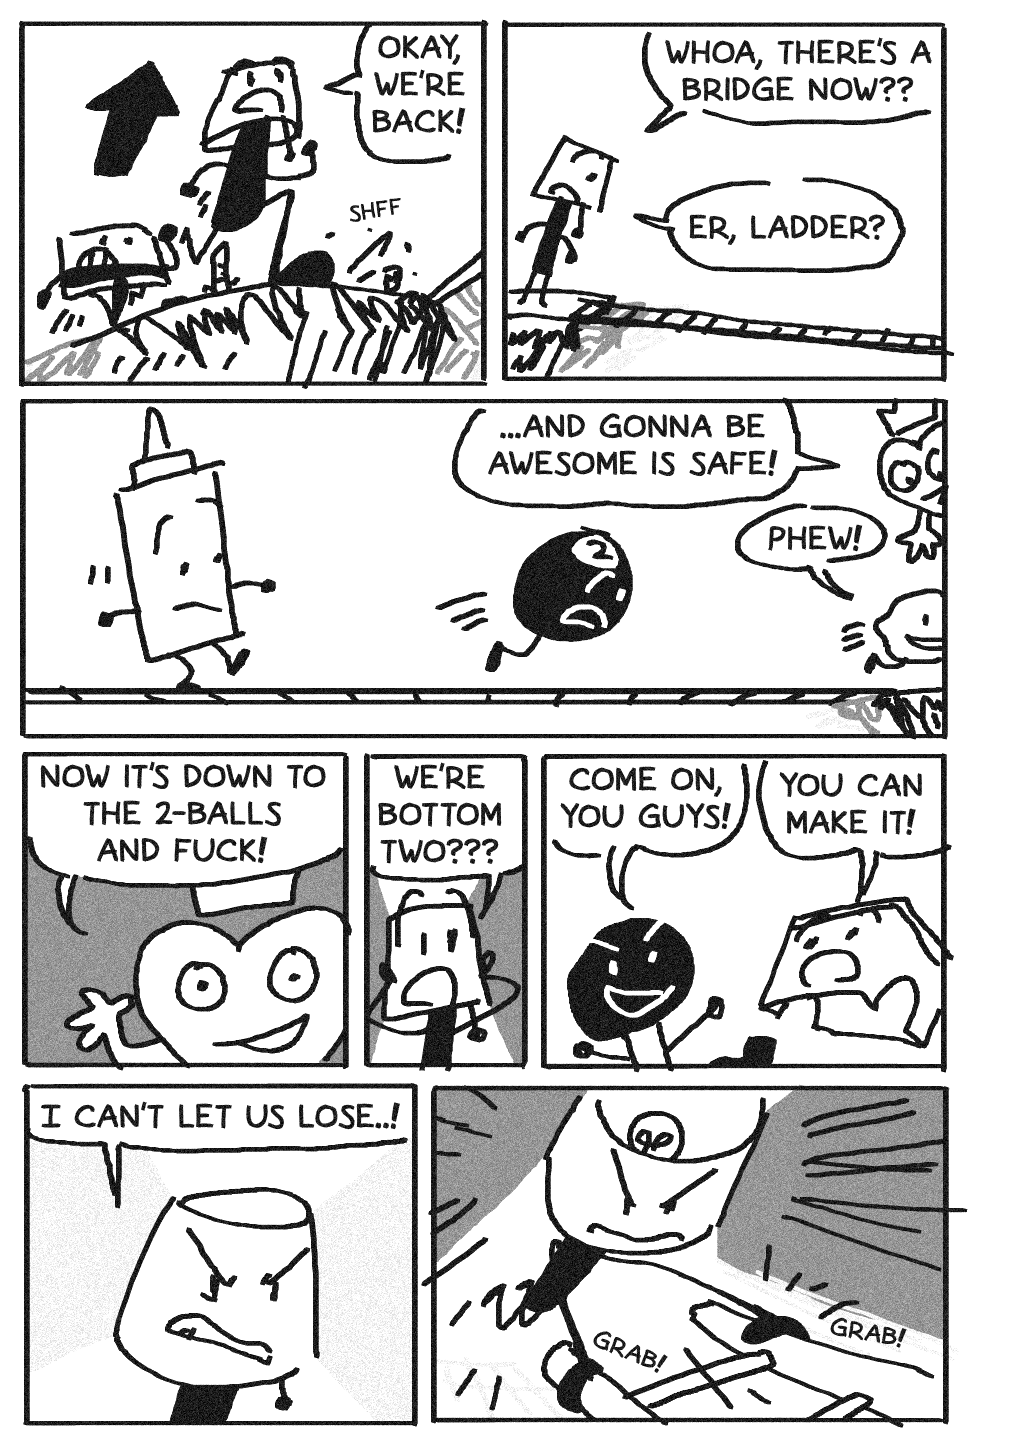 OKAY,
WE'RE
BACK!
SHFF
WHOA, THERE'S A
BRIDGE NOW??
ER, LADDER?
...AND GONNA BE
AWESOME IS SAFE!
PHEW!
2
NOW IT'S DOWN TO
THE 2-BALLS
AND FUCK!
WE'RE
BOTTOM
TWO???
COME ON,
YOU GUYS!
YOU CAN
MAKE IT!
I CAN'T LET US LOSE..!
GRAB!
GRAB!